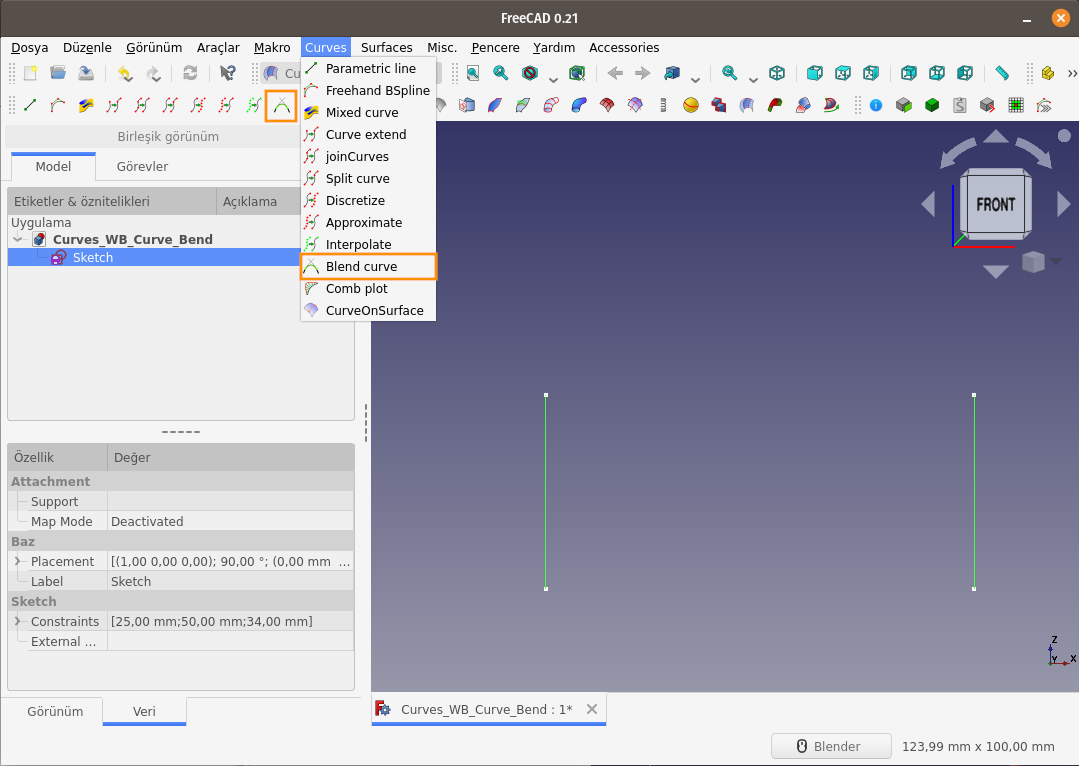 FreeCAD 0.21
Dosya Düzenle Görünüm Araçlar Makro Curves Surfaces Misc. Pencere Yardım Accessories
Cu
Parametric line
Freehand BSpline
Mixed curve
Curve extend
joinCurves
Split curve
Discretize
Approximate
Interpolate
Blend curve
Comb plot
CurveOnSurface
Birleşik görünüm
Model Görevler
Etiketler & öznitelikleri Açıklama
Uygulama
Curves_WB_Curve_Bend
Sketch
FRONT
Özellik Değer
Attachment
Support
Map Mode Deactivated
Baz
Placement [(1,00 0,00 0,00); 90,00 °; (0,00 mm ...
Label Sketch
Sketch
Constraints [25,00 mm;50,00 mm;34,00 mm]
External ...
Z
Y X
Görünüm Veri
Curves_WB_Curve_Bend : 1*
Blender 123,99 mm x 100,00 mm